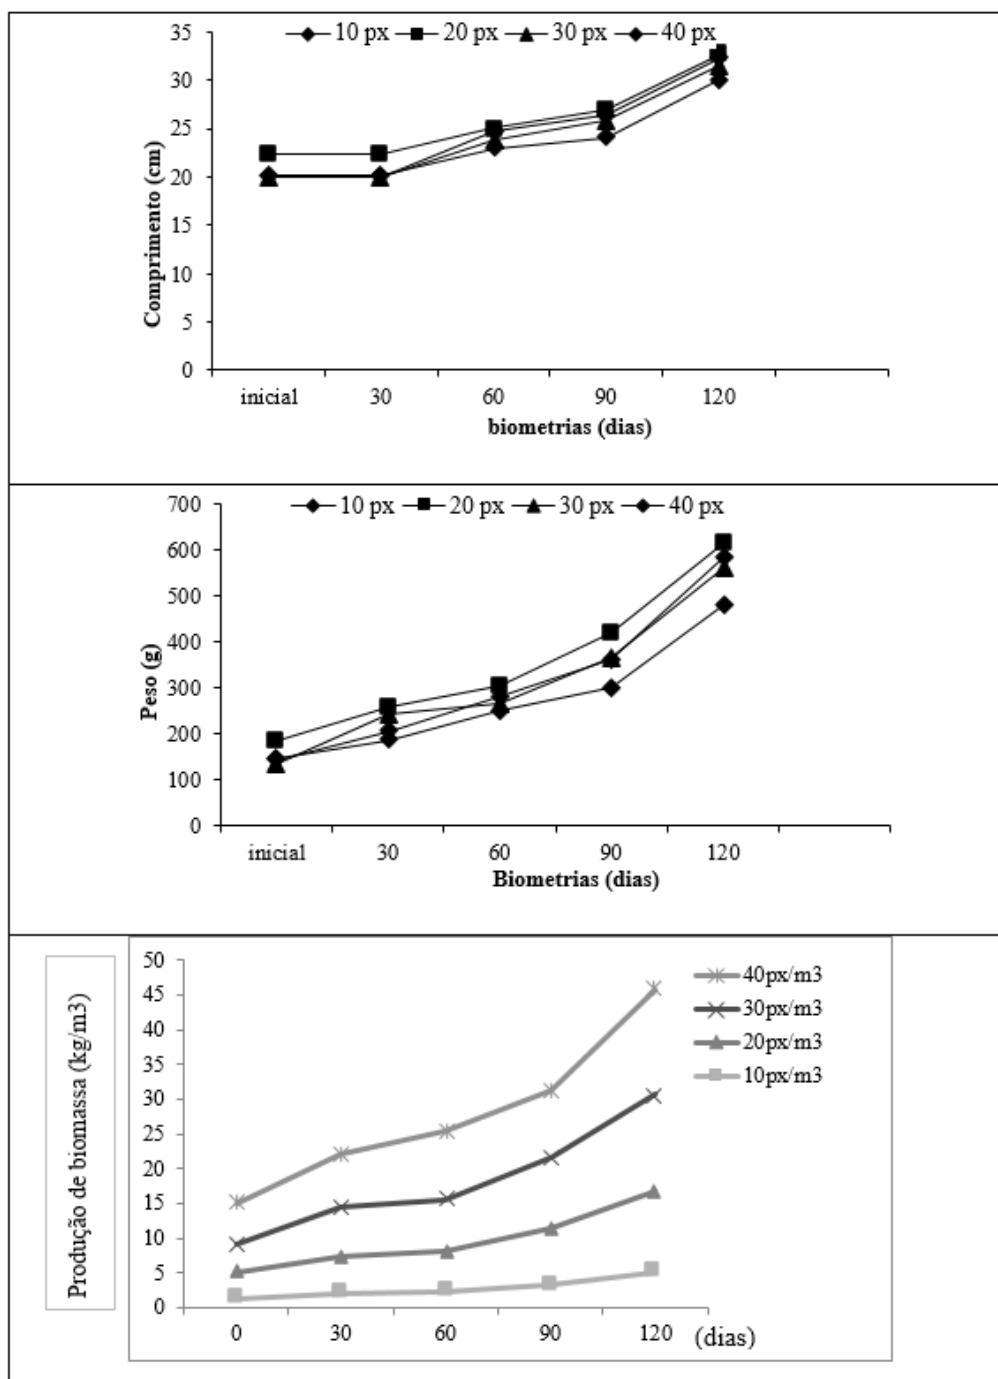 10 px 20 px 30 px 40 px
35
30
25
20
15
10
5
0
Comprimento (cm)
inicial 30 60 90 120
biometrias (dias)
10 px 20 px 30 px 40 px
700
600
500
400
300
200
100
0
Peso (g)
inicial 30 60 90 120
Biometrias (dias)
Produção de biomassa (kg/m3)
50
45
40
35
30
25
20
15
10
5
0
40px/m3
30px/m3
20px/m3
10px/m3
0 30 60 90 120 (dias)